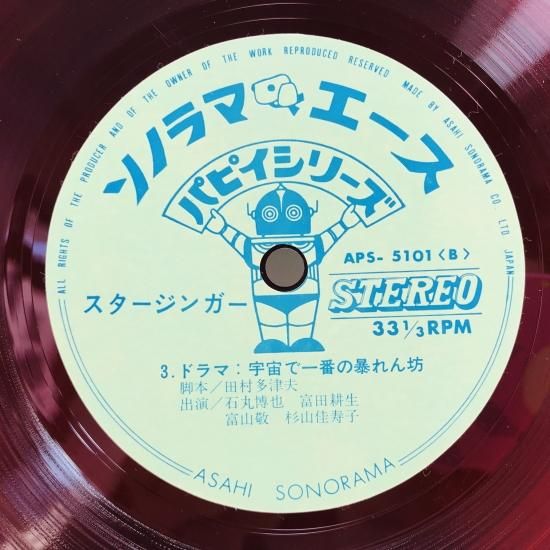 ALL RIGHTS OF THE PRODUCER AND OF THE OWNER OF THE WORK REPRODUCED RESERVED MADE BY ASAHI SONORAMA CO. LTD JAPAN
ソノラマエース
パピイシリーズ
APS- 5101〈B〉
スタージンガー
STEREO
33 1/3 RPM
3.ドラマ:宇宙で一番の暴れん坊
脚本/田村多津夫
出演/石丸博也 富田耕生
富山敬 杉山佳寿子
ASAHI SONORAMA